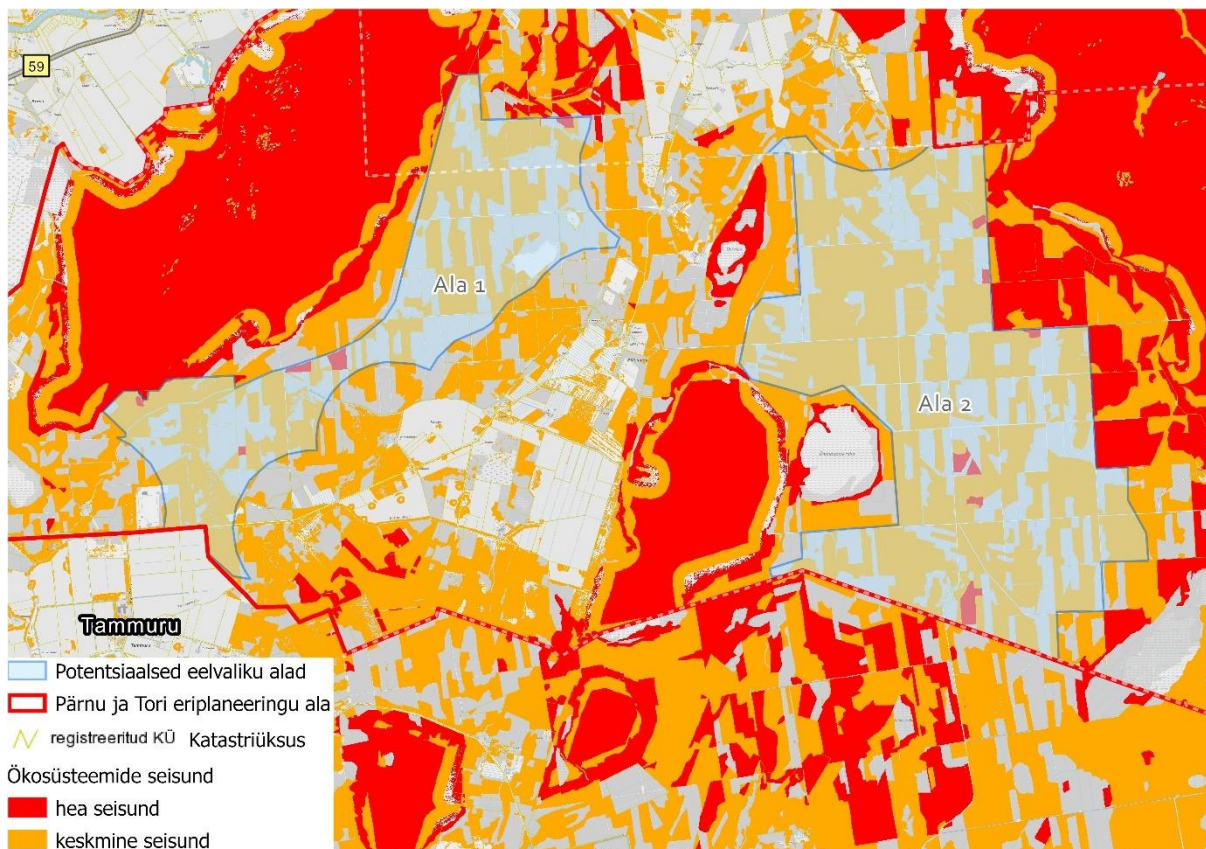 59
Ala 1
Ala 2
Tammuru
Tammuru
Potentsiaalsed eelvaliku alad
Pärnu ja Tori eriplaneeringu ala
registreeritud KÜ Katastriüksus
Ökosüsteemide seisund
hea seisund
keskmine seisund